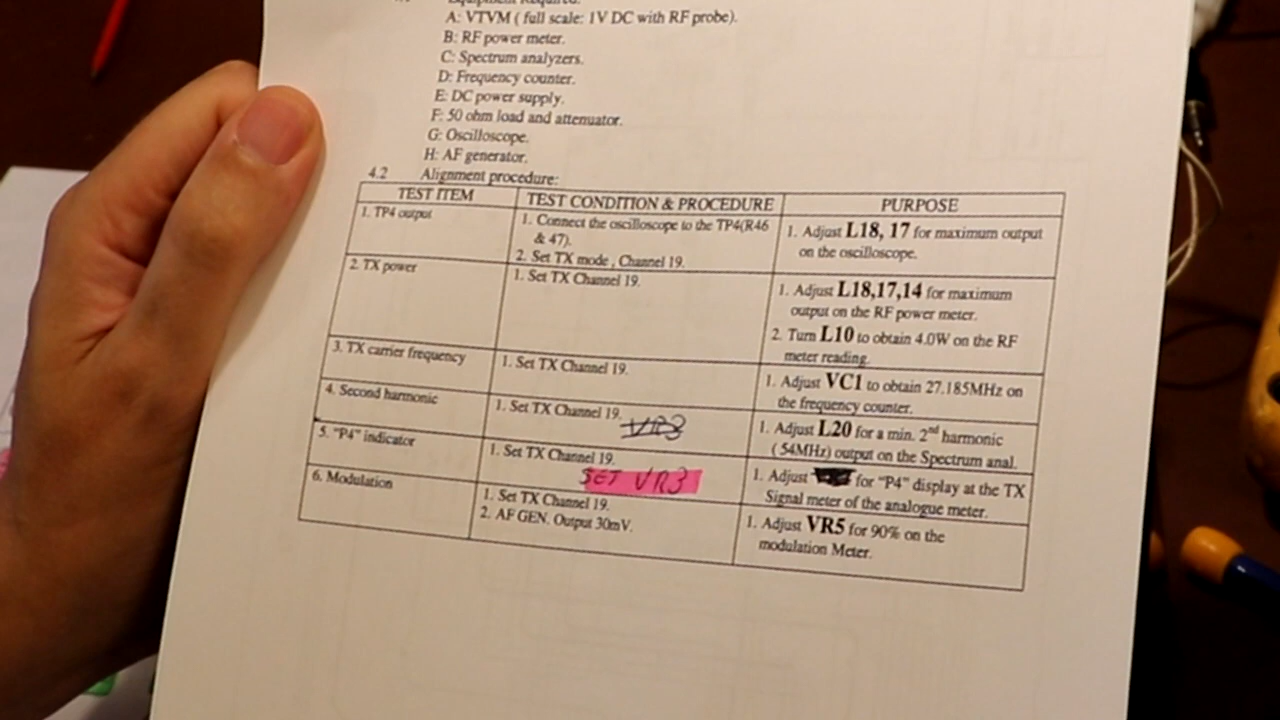 Equipment Required:
A: VTVM ( full scale: 1V DC with RF probe).
B: RF power meter.
C: Spectrum analyzers.
D: Frequency counter.
E: DC power supply.
F: 50 ohm load and attenuator.
G: Oscilloscope.
H: AF generator.
4.2 Alignment procedure:
TEST ITEM TEST CONDITION & PROCEDURE PURPOSE
1. TP4 output
1. Connect the oscilloscope to the TP4(R46
& 47).
2. Set TX mode , Channel 19.
1. Adjust L18, 17 for maximum output
on the oscilloscope.
2. TX power
1. Set TX Channel 19.
1. Adjust L18,17,14 for maximum
output on the RF power meter.
2. Turn L10 to obtain 4.0W on the RF
meter reading.
3. TX carrier frequency
1. Set TX Channel 19.
1. Adjust VC1 to obtain 27.185MHz on
the frequency counter.
4. Second harmonic
1. Set TX Channel 19.
VR3
1. Adjust L20 for a min. 2nd harmonic
( 54MHz) output on the Spectrum anal.
5. "P4" indicator
1. Set TX Channel 19.
SET VR3
1. Adjust for "P4" display at the TX
Signal meter of the analogue meter.
6. Modulation
1. Set TX Channel 19.
2. AF GEN. Output 30mV.
1. Adjust VR5 for 90% on the
modulation Meter.